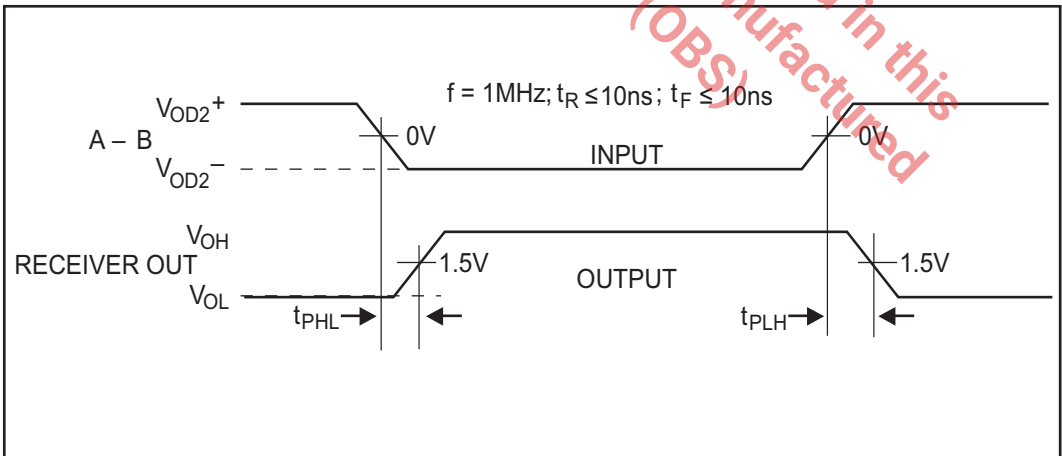 d in this
nufactured
(OBS)
f = 1MHz; tR ≤10ns; tF ≤ 10ns
VOD2+
A – B
0V
0V
VOD2–
INPUT
VOH
RECEIVER OUT
1.5V
1.5V
OUTPUT
VOL
tPHL
tPLH